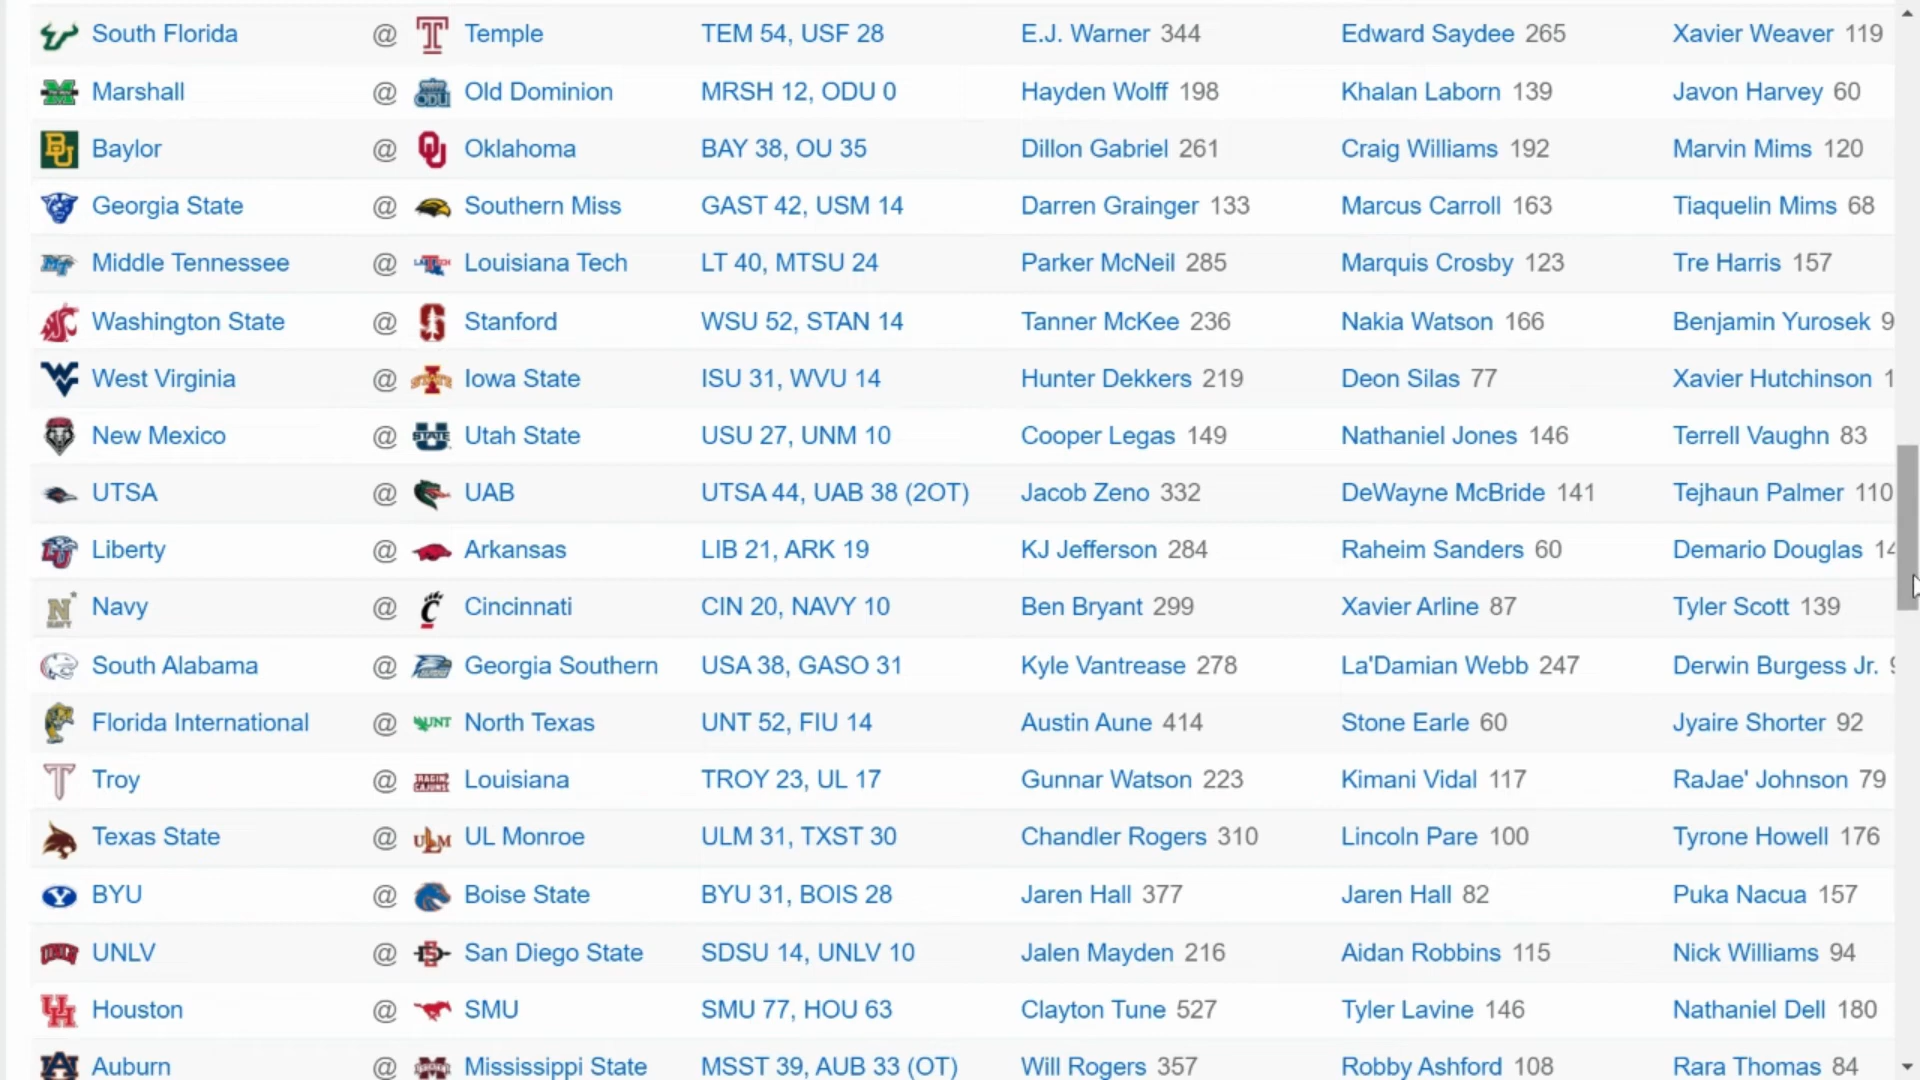 South Florida @ Temple TEM 54, USF 28 E.J. Warner 344 Edward Saydee 265 Xavier Weaver 119
Marshall @ Old Dominion MRSH 12, ODU 0 Hayden Wolff 198 Khalan Laborn 139 Javon Harvey 60
Baylor @ Oklahoma BAY 38, OU 35 Dillon Gabriel 261 Craig Williams 192 Marvin Mims 120
Georgia State @ Southern Miss GAST 42, USM 14 Darren Grainger 133 Marcus Carroll 163 Tiaquelin Mims 68
Middle Tennessee @ Louisiana Tech LT 40, MTSU 24 Parker McNeil 285 Marquis Crosby 123 Tre Harris 157
Washington State @ Stanford WSU 52, STAN 14 Tanner McKee 236 Nakia Watson 166 Benjamin Yurosek 9
West Virginia @ Iowa State ISU 31, WVU 14 Hunter Dekkers 219 Deon Silas 77 Xavier Hutchinson 1
New Mexico @ Utah State USU 27, UNM 10 Cooper Legas 149 Nathaniel Jones 146 Terrell Vaughn 83
UTSA @ UAB UTSA 44, UAB 38 (2OT) Jacob Zeno 332 DeWayne McBride 141 Tejhaun Palmer 110
Liberty @ Arkansas LIB 21, ARK 19 KJ Jefferson 284 Raheim Sanders 60 Demario Douglas 14
Navy @ Cincinnati CIN 20, NAVY 10 Ben Bryant 299 Xavier Arline 87 Tyler Scott 139
South Alabama @ Georgia Southern USA 38, GASO 31 Kyle Vantrease 278 La'Damian Webb 247 Derwin Burgess Jr. 9
Florida International @ North Texas UNT 52, FIU 14 Austin Aune 414 Stone Earle 60 Jyaire Shorter 92
Troy @ Louisiana TROY 23, UL 17 Gunnar Watson 223 Kimani Vidal 117 RaJae' Johnson 79
Texas State @ UL Monroe ULM 31, TXST 30 Chandler Rogers 310 Lincoln Pare 100 Tyrone Howell 176
BYU @ Boise State BYU 31, BOIS 28 Jaren Hall 377 Jaren Hall 82 Puka Nacua 157
UNLV @ San Diego State SDSU 14, UNLV 10 Jalen Mayden 216 Aidan Robbins 115 Nick Williams 94
Houston @ SMU SMU 77, HOU 63 Clayton Tune 527 Tyler Lavine 146 Nathaniel Dell 180
Auburn @ Mississippi State MSST 39, AUB 33 (OT) Will Rogers 357 Robby Ashford 108 Rara Thomas 84